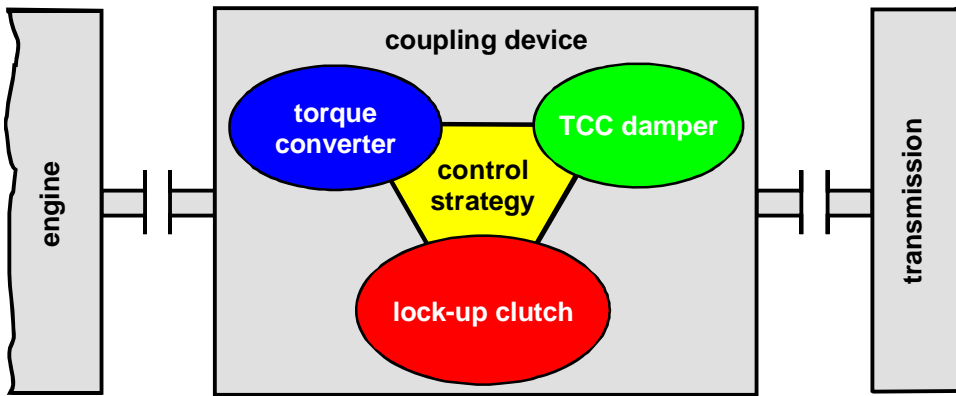 coupling device
torque
converter
TCC damper
control
strategy
lock-up clutch
engine
transmission